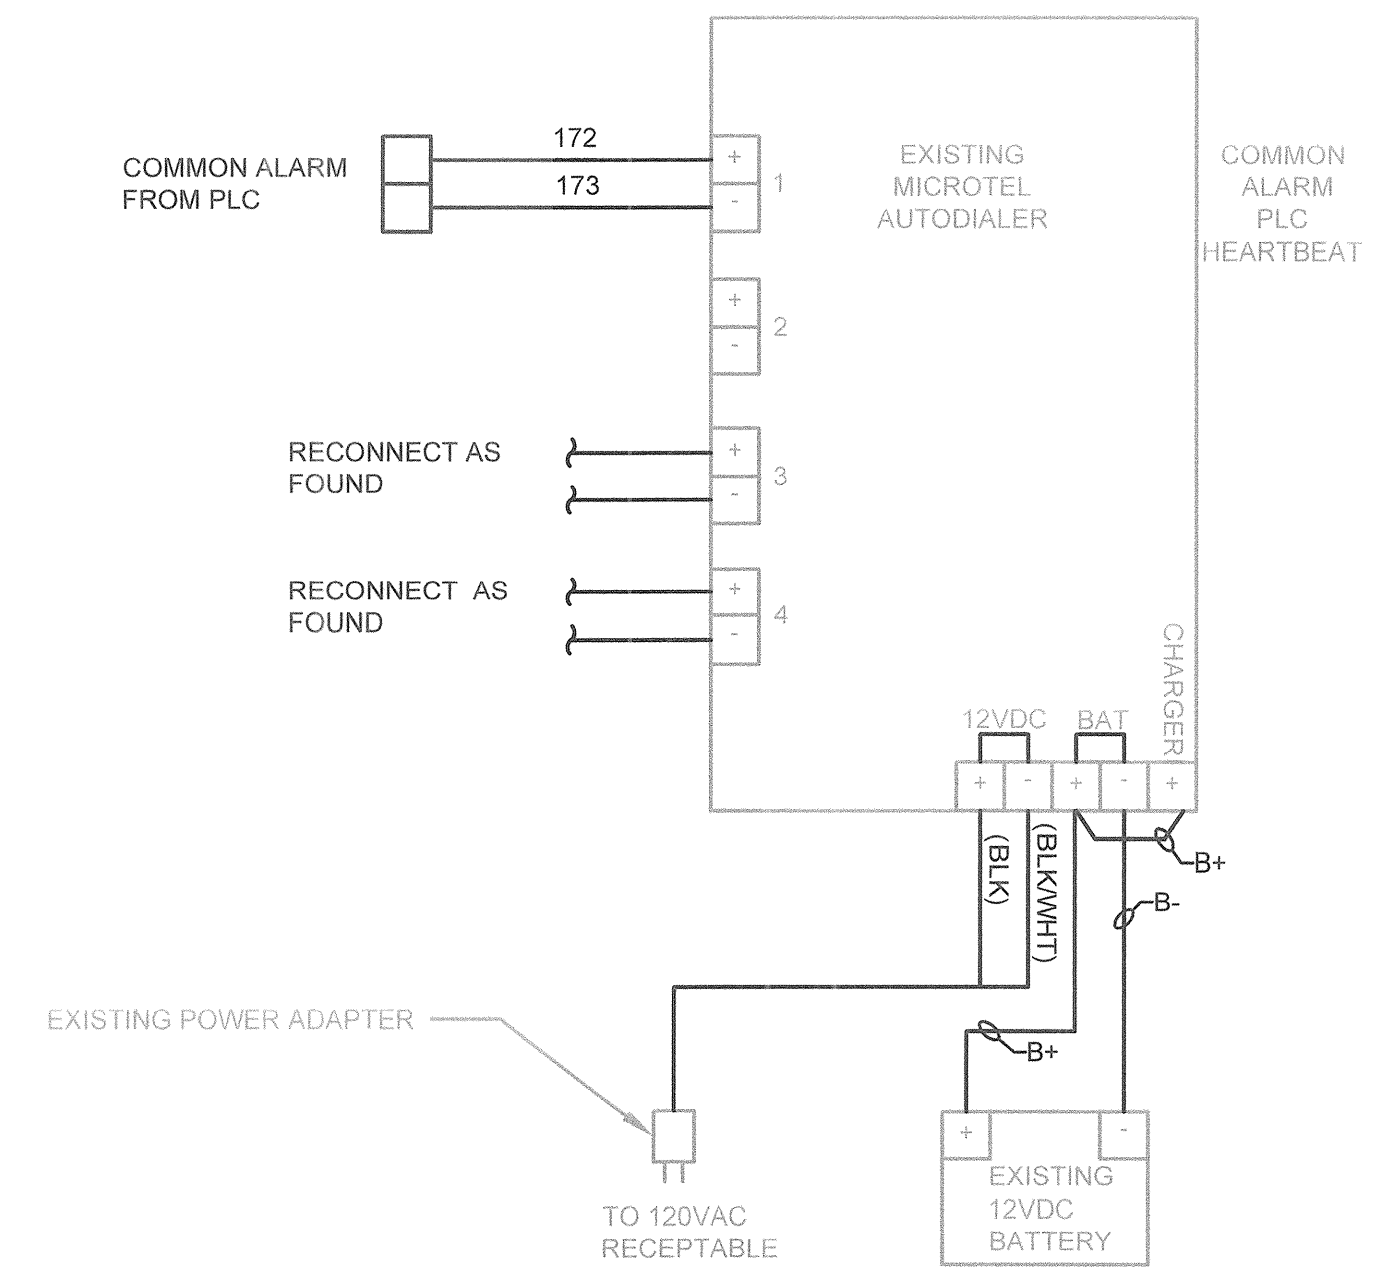 172
COMMON ALARM
FROM PLC
173
+
-
1
EXISTING
MICROTEL
AUTODIALER
COMMON
ALARM
PLC
HEARTBEAT
+
-
2
RECONNECT AS
FOUND
+
-
3
RECONNECT AS
FOUND
+
-
4
CHARGER
12VDC
BAT
+ - + - +
(BLK)
(BLK/WHT)
B+
B-
EXISTING POWER ADAPTER
B+
+ -
EXISTING
12VDC
BATTERY
TO 120VAC
RECEPTABLE